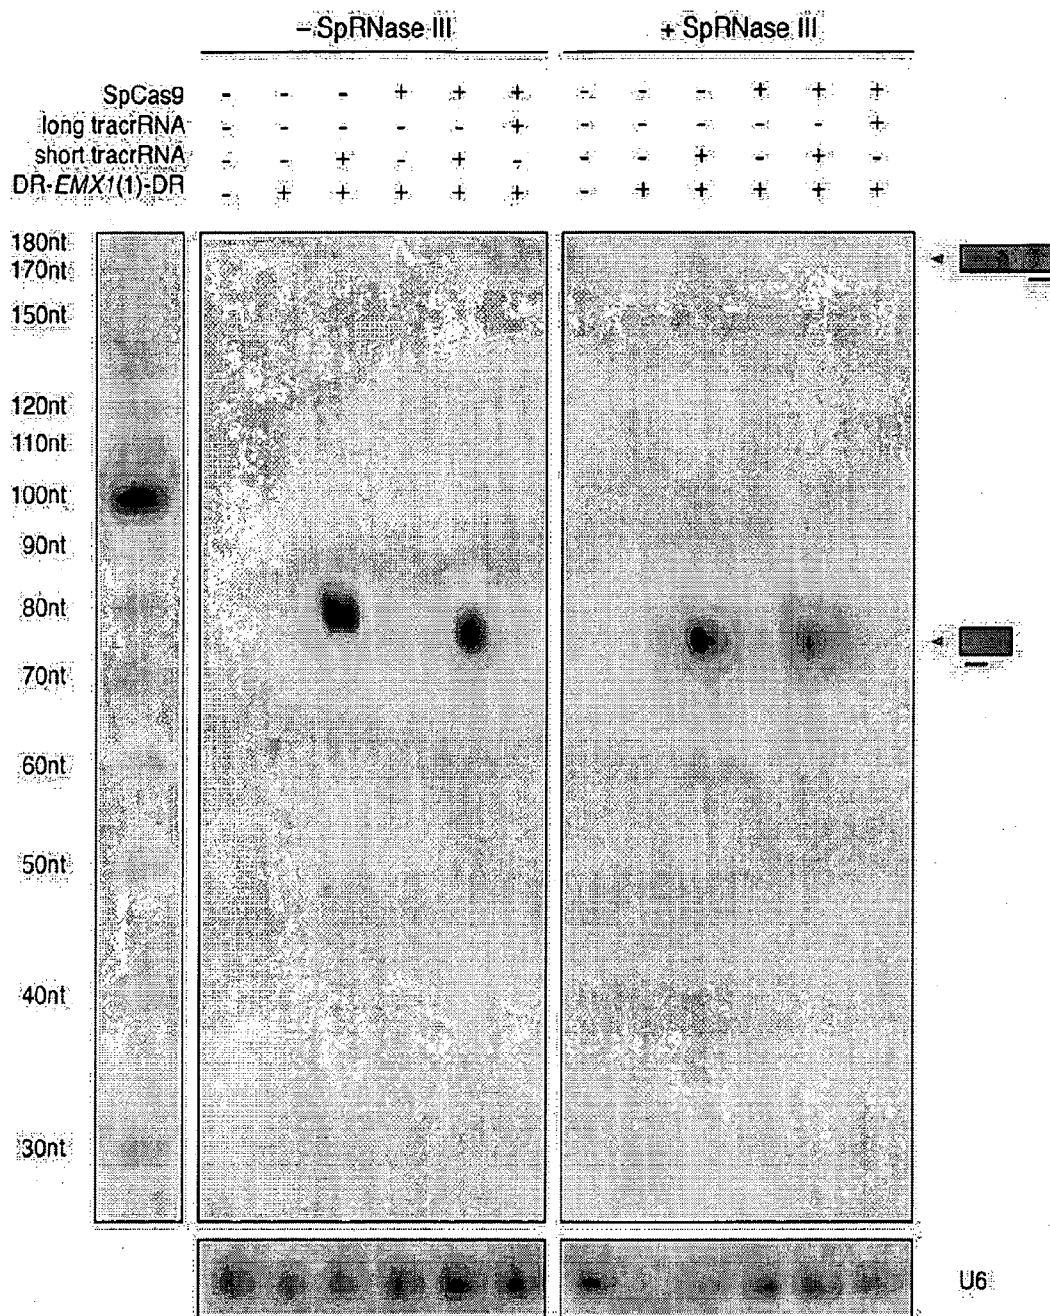 – SpRNase III + SpRNase III
SpCas9 - - - + + + - - - + + +
long tracrRNA - - - - - + - - - - - +
short tracrRNA - - + - + - - - + - + -
DR-EMX1(1)-DR - + + + + + - + + + + +
180nt
170nt
150nt
120nt
110nt
100nt
90nt
80nt
70nt
60nt
50nt
40nt
30nt
U6